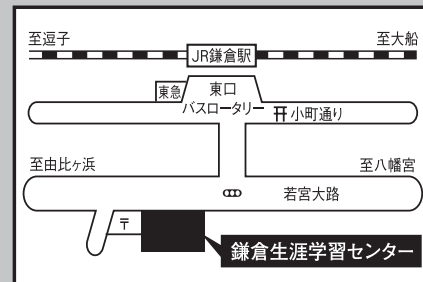 至逗子
至大船
JR鎌倉駅
東急
東口
バスロータリー
小町通り
至由比ヶ浜
至八幡宮
若宮大路
〒
鎌倉生涯学習センター